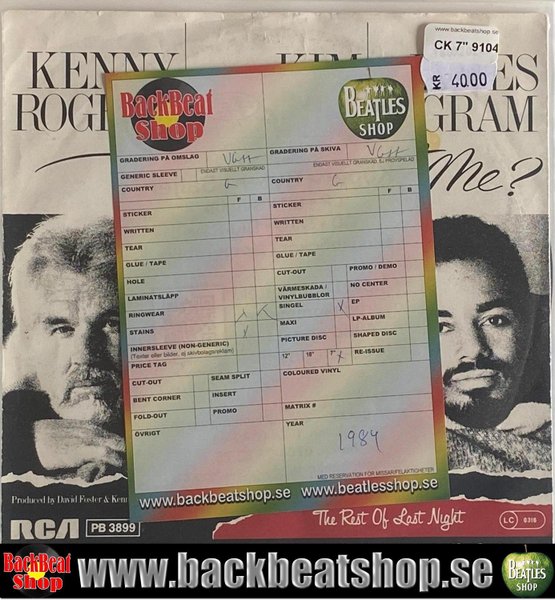 www.backbeatshop.se
CK 7" 9104
KR 40.00
KENNY
KIM
ES
ROG
GRAM
Me?
BackBeat
Shop
BEATLES
SHOP
GRADERING PÅ OMSLAG VG++
GRADERING PÅ SKIVA VG++
ENDAST VISUELLT GRANSKAD
ENDAST VISUELLT GRANSKAD, EJ PROVSPELAD
GENERIC SLEEVE
COUNTRY G
COUNTRY G
F B
F B
STICKER
STICKER
WRITTEN
WRITTEN
TEAR
TEAR
GLUE / TAPE
GLUE / TAPE
HOLE
CUT-OUT
PROMO / DEMO
LAMINATSLÄPP
VÄRMESKADA /
VINYLBUBBLOR
NO CENTER
RINGWEAR
SINGEL X
EP
STAINS
MAXI
LP-ALBUM
INNERSLEEVE (NON-GENERIC)
(Texter eller bilder, ej skivbolagsreklam)
PICTURE DISC
SHAPED DISC
12" 10" 7" X
RE-ISSUE
PRICE TAG
CUT-OUT
SEAM SPLIT
COLOURED VINYL
BENT CORNER
INSERT
FOLD-OUT
PROMO
MATRIX #
ÖVRIGT
YEAR
1984
MED RESERVATION FÖR MISSAR/FELAKTIGHETER
www.backbeatshop.se www.beatlesshop.se
Produced by David Foster & Ken
RCA PB 3899
The Rest Of Last Night
LC 0316
BackBeat
Shop
www.backbeatshop.se
BEATLES
SHOP